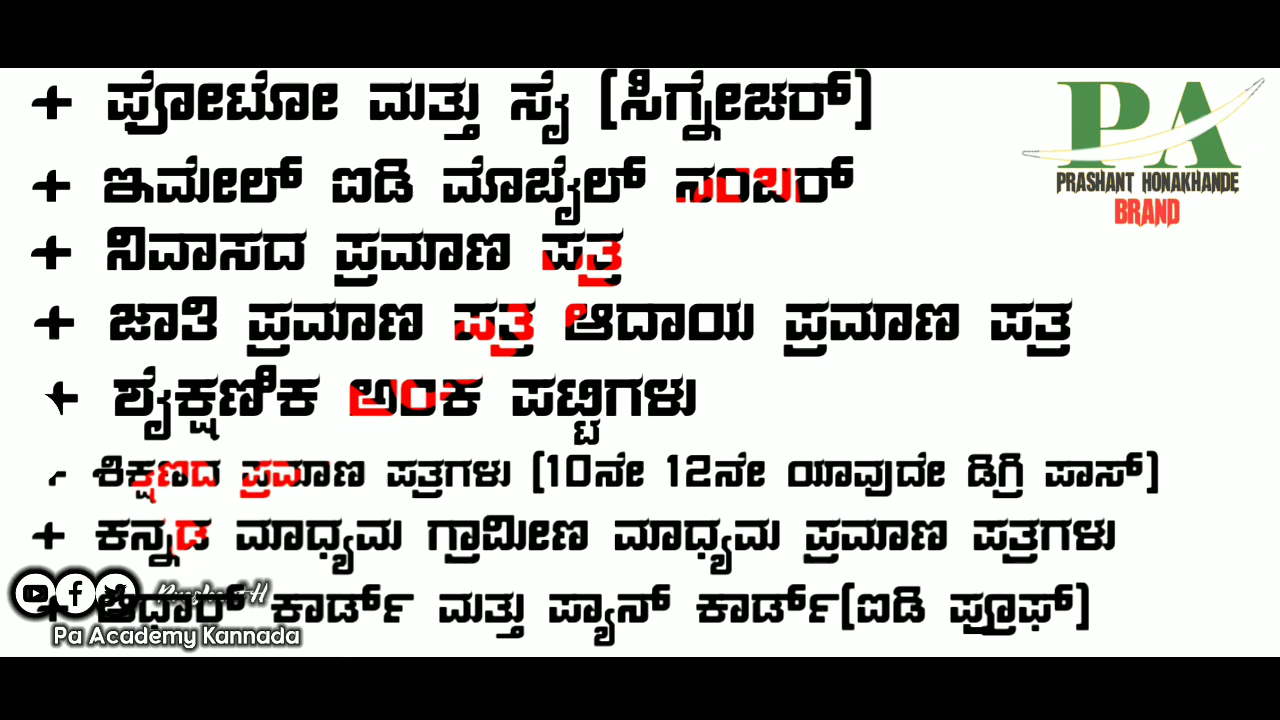 + ಫೋಟೋ ಮತ್ತು ಸೈ [ಸಿಗ್ನೇಚರ್]
+ ಇಮೇಲ್ ಐಡಿ ಮೊಬೈಲ್ ನಂಬರ್
+ ನಿವಾಸದ ಪ್ರಮಾಣ ಪತ್ರ
+ ಜಾತಿ ಪ್ರಮಾಣ ಪತ್ರ ಆದಾಯ ಪ್ರಮಾಣ ಪತ್ರ
+ ಶೈಕ್ಷಣಿಕ ಅಂಕ ಪಟ್ಟಿಗಳು
- ಶಿಕ್ಷಣದ ಪ್ರಮಾಣ ಪತ್ರಗಳು [10ನೇ 12ನೇ ಯಾವುದೇ ಡಿಗ್ರಿ ಪಾಸ್]
+ ಕನ್ನಡ ಮಾಧ್ಯಮ ಗ್ರಾಮೀಣ ಮಾಧ್ಯಮ ಪ್ರಮಾಣ ಪತ್ರಗಳು
+ ಆಧಾರ್ ಕಾರ್ಡ್ ಮತ್ತು ಪ್ಯಾನ್ ಕಾರ್ಡ್[ಐಡಿ ಪ್ರೂಫ್]
Pa Academy Kannada
PA
PRASHANT HONAKHANDE
BRAND